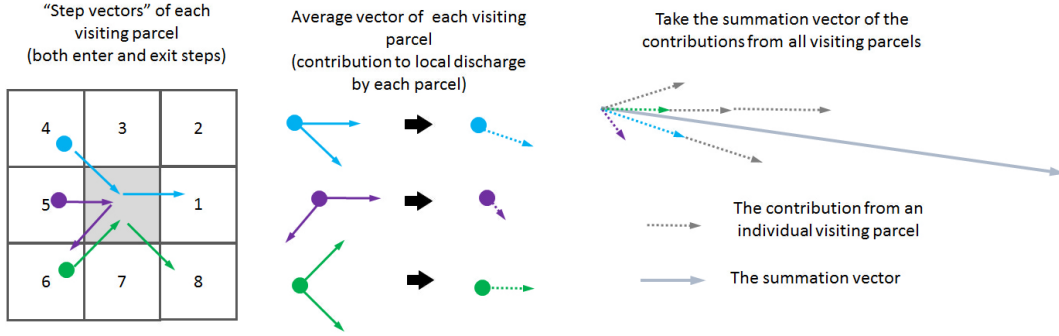 “Step vectors” of each
visiting parcel
(both enter and exit steps)
4
3
2
5
1
6
7
8
Average vector of each visiting
parcel
(contribution to local discharge
by each parcel)
Take the summation vector of the
contributions from all visiting parcels
The contribution from an
individual visiting parcel
The summation vector